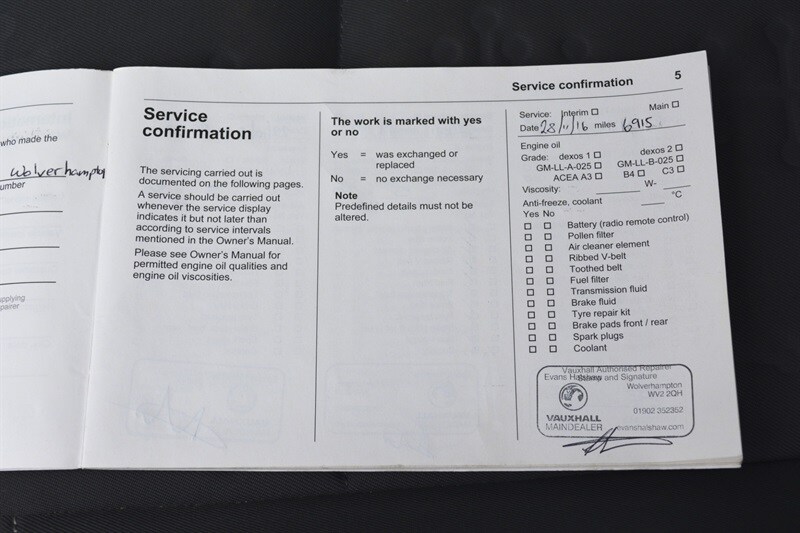 who made the
Wolverhampto
umber
pplying
pairer
Service confirmation 5
Service
confirmation
The servicing carried out is
documented on the following pages.
A service should be carried out
whenever the service display
indicates it but not later than
according to service intervals
mentioned in the Owner's Manual.
Please see Owner's Manual for
permitted engine oil qualities and
engine oil viscosities.
The work is marked with yes
or no
Yes = was exchanged or
replaced
No = no exchange necessary
Note
Predefined details must not be
altered.
Service: Interim ☐ Main ☐
Date 28/11/16 miles 6915
Engine oil
Grade: dexos 1 ☐ dexos 2 ☐
GM-LL-A-025 ☐ GM-LL-B-025 ☐
ACEA A3 ☐ B4 ☐ C3 ☐
Viscosity: W-
Anti-freeze, coolant °C
Yes No
☐ ☐ Battery (radio remote control)
☐ ☐ Pollen filter
☐ ☐ Air cleaner element
☐ ☐ Ribbed V-belt
☐ ☐ Toothed belt
☐ ☐ Fuel filter
☐ ☐ Transmission fluid
☐ ☐ Brake fluid
☐ ☐ Tyre repair kit
☐ ☐ Brake pads front / rear
☐ ☐ Spark plugs
☐ ☐ Coolant
Vauxhall Authorised Repairer
Stamp and Signature
Evans Halshaw
Wolverhampton
WV2 2QH
01902 352352
VAUXHALL
MAINDEALER evanshalshaw.com